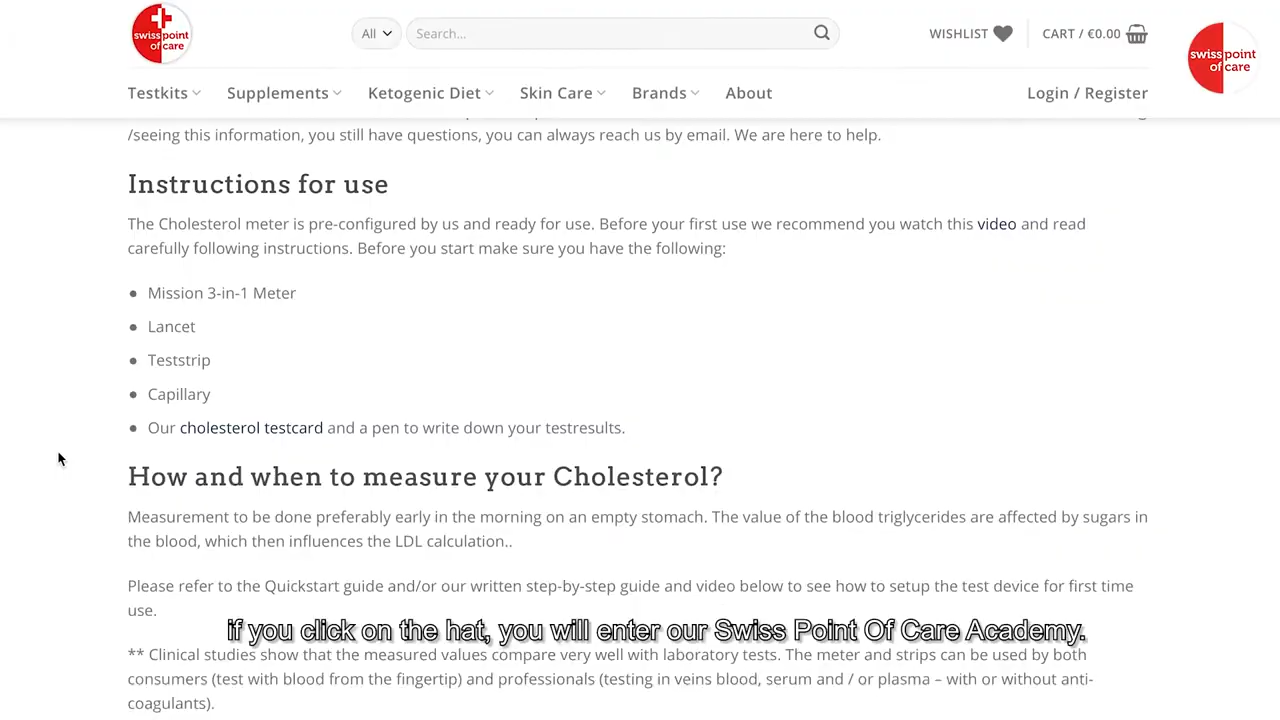 swiss point
of care
All
Search...
WISHLIST
CART / €0.00
swiss point
of care
Testkits
Supplements
Ketogenic Diet
Skin Care
Brands
About
Login / Register
/seeing this information, you still have questions, you can always reach us by email. We are here to help.
Instructions for use
The Cholesterol meter is pre-configured by us and ready for use. Before your first use we recommend you watch this video and read
carefully following instructions. Before you start make sure you have the following:
● Mission 3-in-1 Meter
● Lancet
● Teststrip
● Capillary
● Our cholesterol testcard and a pen to write down your testresults.
How and when to measure your Cholesterol?
Measurement to be done preferably early in the morning on an empty stomach. The value of the blood triglycerides are affected by sugars in
the blood, which then influences the LDL calculation..
Please refer to the Quickstart guide and/or our written step-by-step guide and video below to see how to setup the test device for first time
use.
if you click on the hat, you will enter our Swiss Point Of Care Academy.
** Clinical studies show that the measured values compare very well with laboratory tests. The meter and strips can be used by both
consumers (test with blood from the fingertip) and professionals (testing in veins blood, serum and / or plasma – with or without anti-
coagulants).